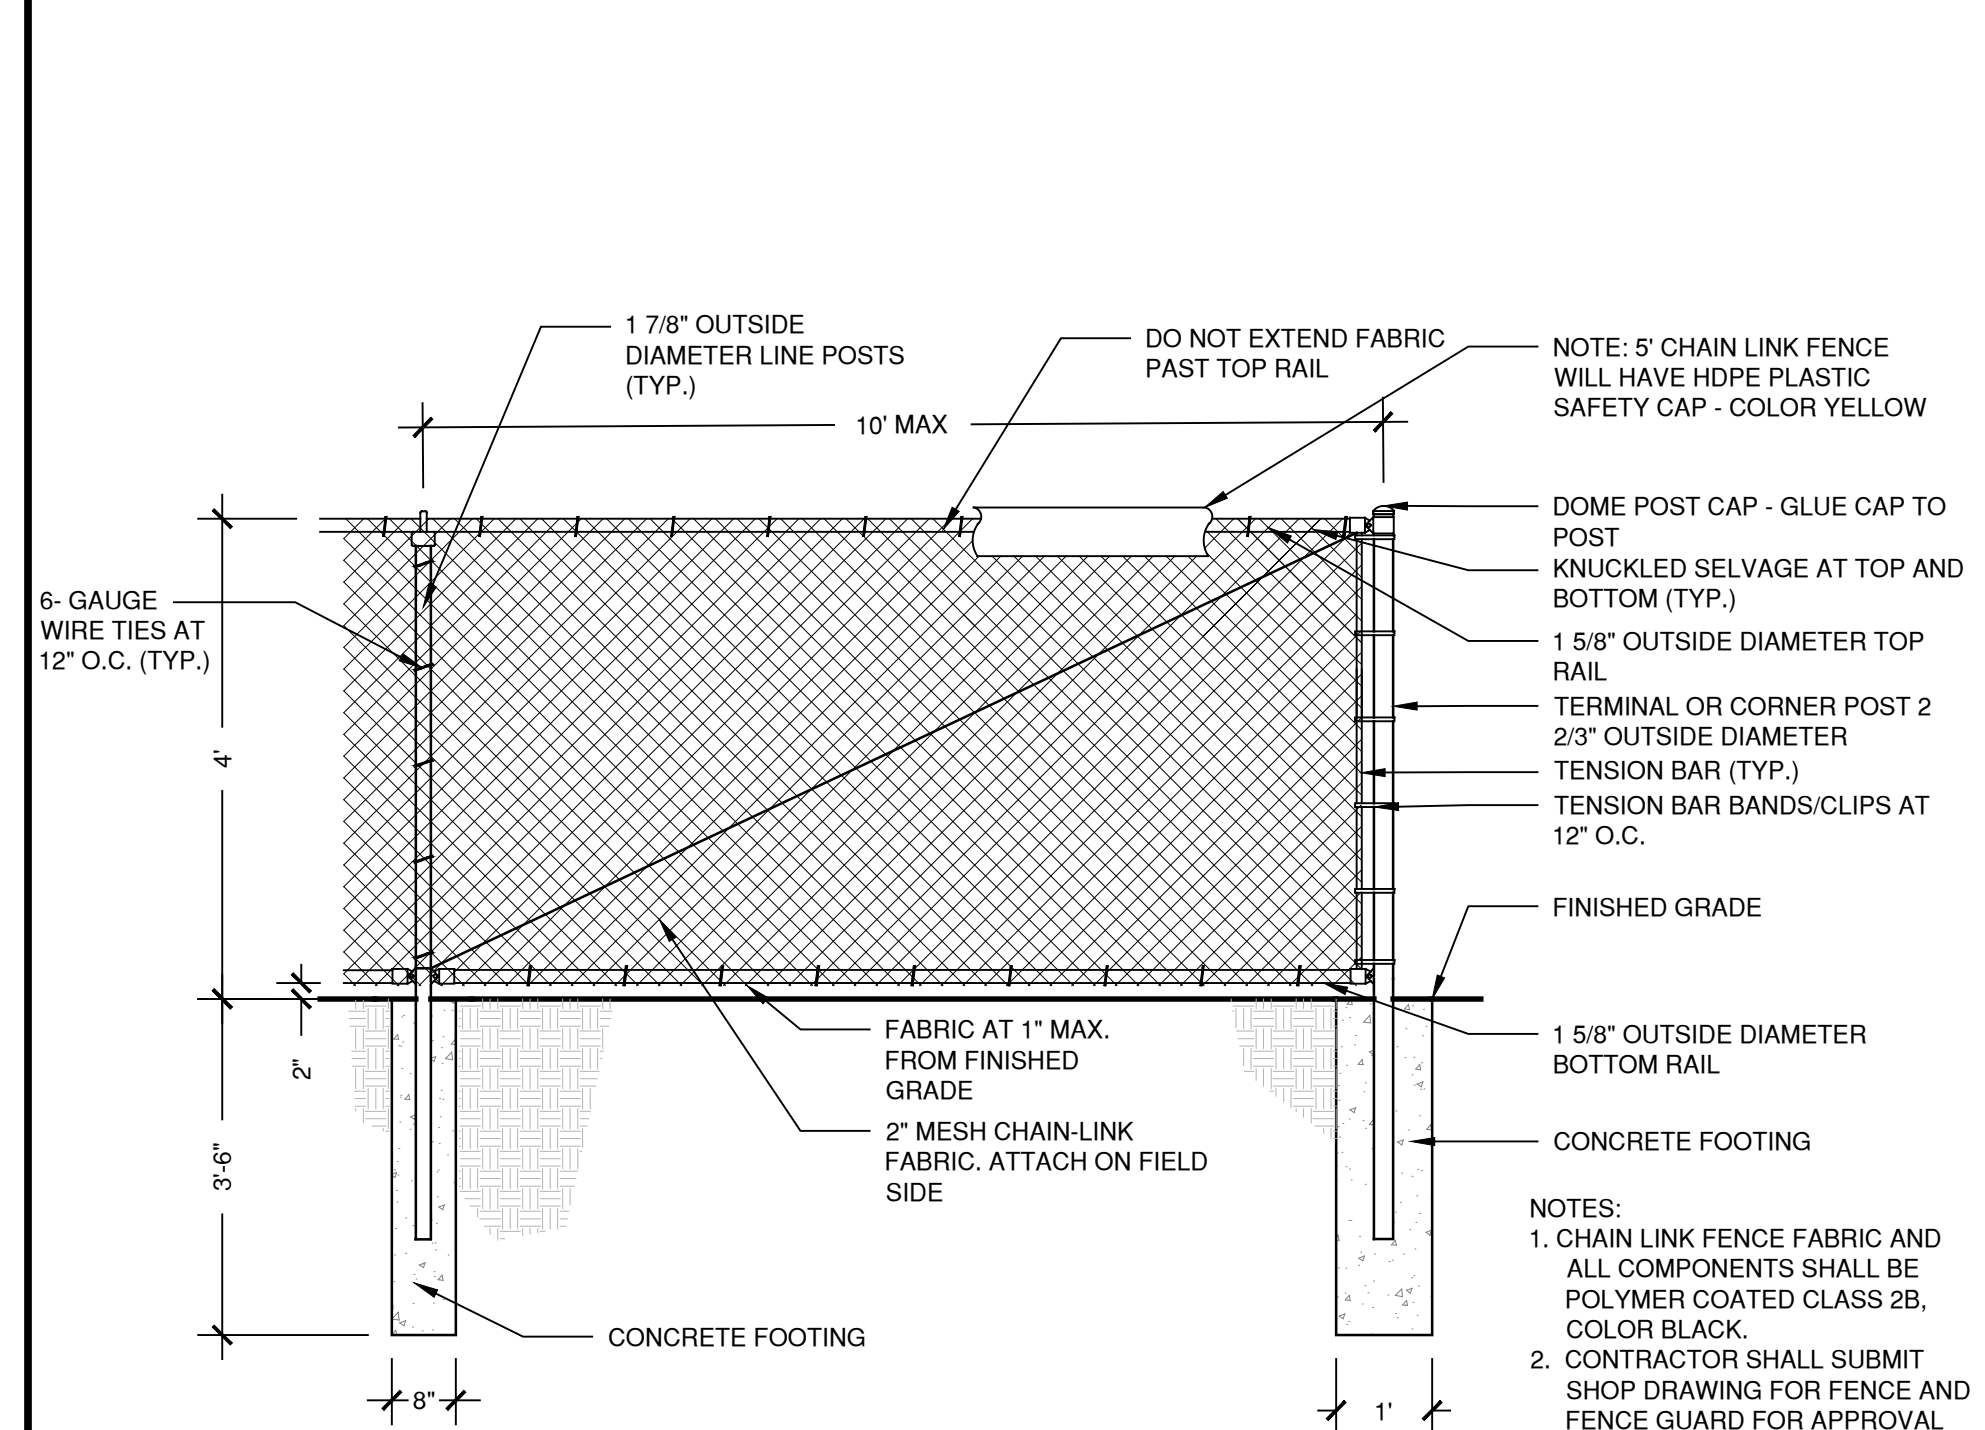 1 7/8" OUTSIDE
DIAMETER LINE POSTS
(TYP.)
DO NOT EXTEND FABRIC
PAST TOP RAIL
NOTE: 5' CHAIN LINK FENCE
WILL HAVE HDPE PLASTIC
SAFETY CAP - COLOR YELLOW
10' MAX
DOME POST CAP - GLUE CAP TO
POST
KNUCKLED SELVAGE AT TOP AND
BOTTOM (TYP.)
6- GAUGE
WIRE TIES AT
12" O.C. (TYP.)
1 5/8" OUTSIDE DIAMETER TOP
RAIL
TERMINAL OR CORNER POST 2
2/3" OUTSIDE DIAMETER
4'
TENSION BAR (TYP.)
TENSION BAR BANDS/CLIPS AT
12" O.C.
FINISHED GRADE
2"
FABRIC AT 1" MAX.
FROM FINISHED
GRADE
1 5/8" OUTSIDE DIAMETER
BOTTOM RAIL
2" MESH CHAIN-LINK
FABRIC. ATTACH ON FIELD
SIDE
3'-6"
CONCRETE FOOTING
CONCRETE FOOTING
8"
1'
NOTES:
1. CHAIN LINK FENCE FABRIC AND
ALL COMPONENTS SHALL BE
POLYMER COATED CLASS 2B,
COLOR BLACK.
2. CONTRACTOR SHALL SUBMIT
SHOP DRAWING FOR FENCE AND
FENCE GUARD FOR APPROVAL